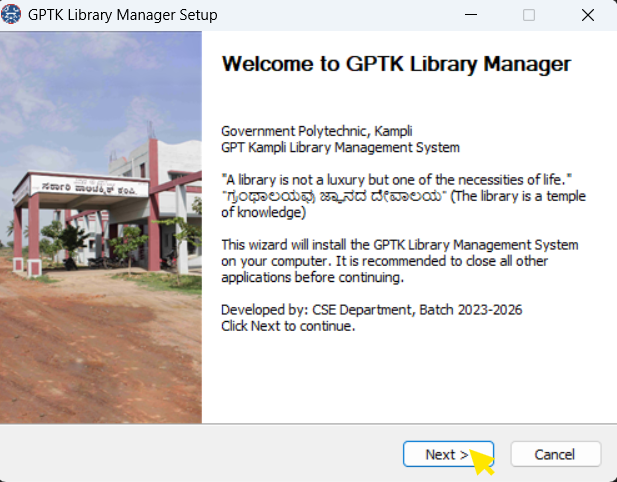 GPTK Library Manager Setup
Welcome to GPTK Library Manager
ಸರ್ಕಾರಿ ಪಾಲಿಟೆಕ್ನಿಕ್ ಕಂಪ್ಲಿ.
Government Polytechnic, Kampli
GPT Kampli Library Management System
"A library is not a luxury but one of the necessities of life."
"ಗ್ರಂಥಾಲಯವು ಜ್ಞಾನದ ದೇವಾಲಯ" (The library is a temple
of knowledge)
This wizard will install the GPTK Library Management System
on your computer. It is recommended to close all other
applications before continuing.
Developed by: CSE Department, Batch 2023-2026
Click Next to continue.
Next >
Cancel